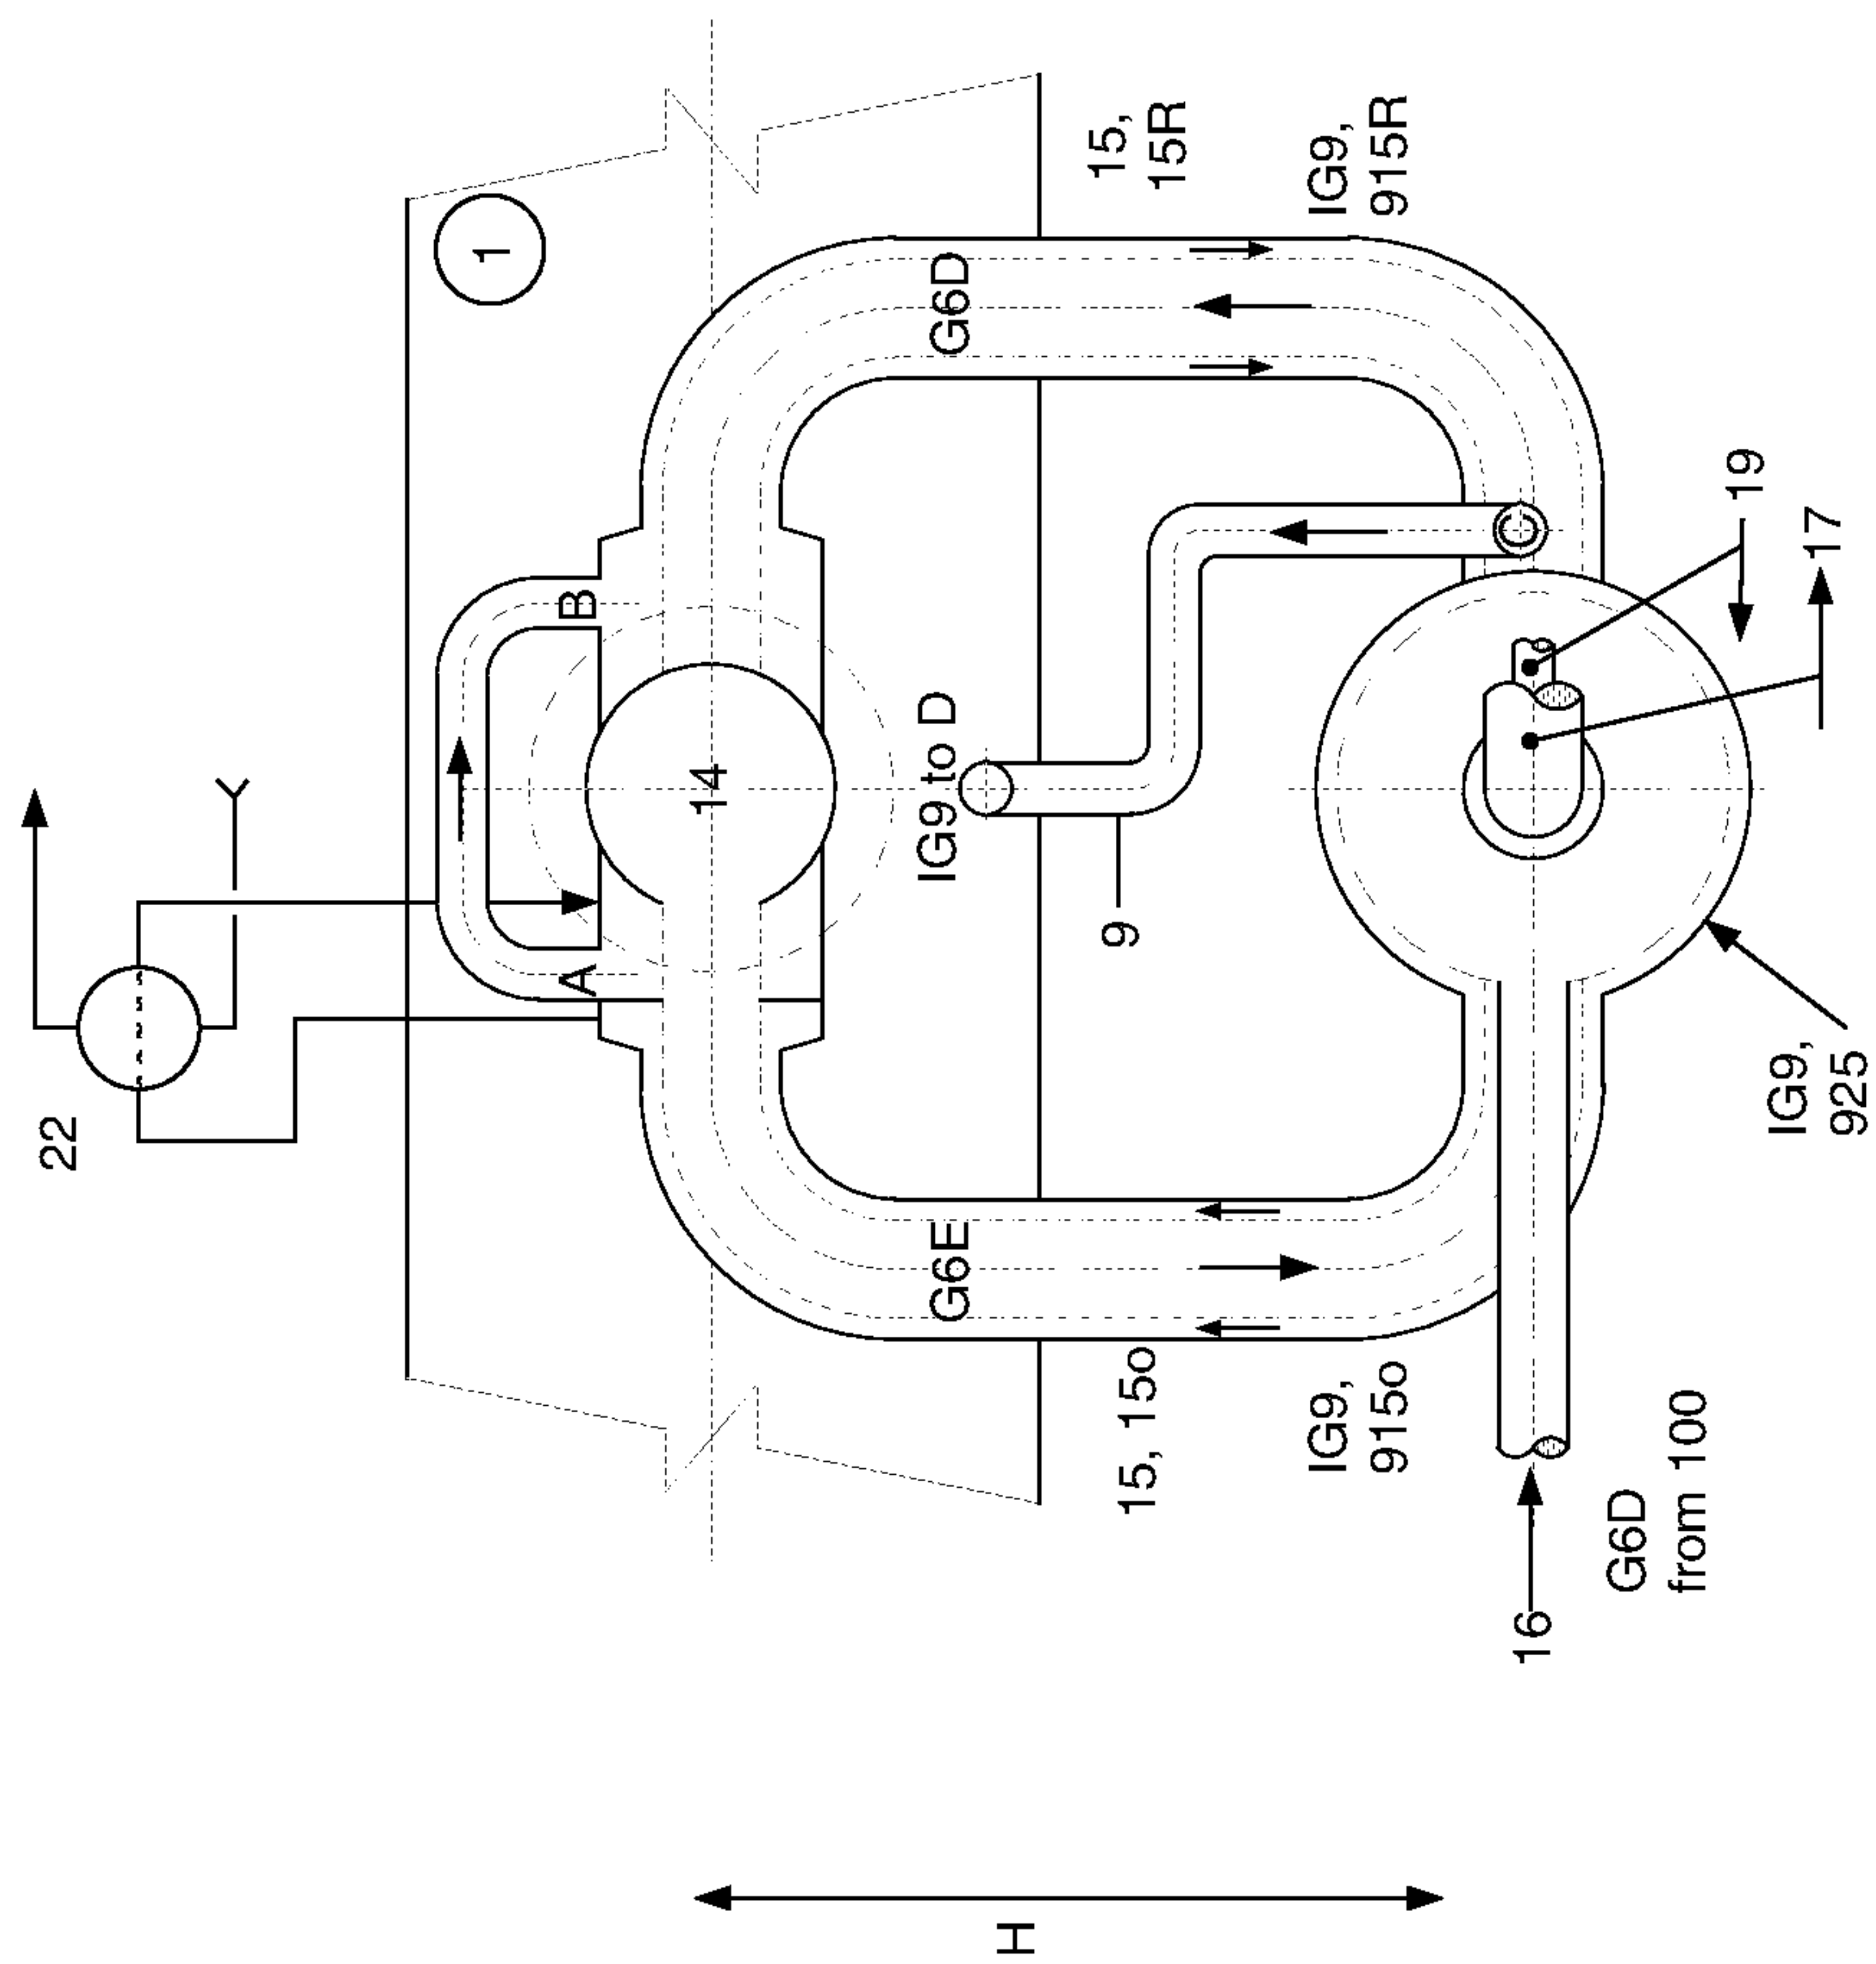 22
1
A
B
14
G6E
G6D
IG9 to D
9
15, 15o
15,
15R
IG9,
915o
IG9,
915R
19
17
16
G6D
from 100
IG9,
925
H